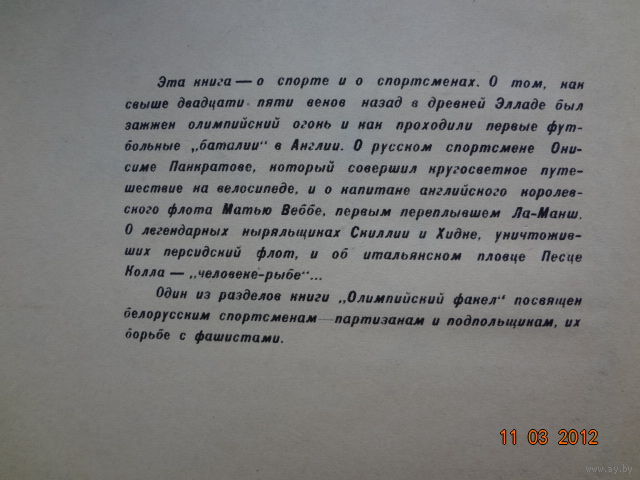 Эта книга — о спорте и о спортсменах. О том, как
свыше двадцати пяти веков назад в древней Элладе был
зажжен олимпийский огонь и как проходили первые фут-
больные „баталии" в Англии. О русском спортсмене Они-
симе Панкратове, который совершил кругосветное путе-
шествие на велосипеде, и о капитане английского королев-
ского флота Матью Веббе, первым переплывшем Ла-Манш.
О легендарных ныряльщиках Скиллии и Хидне, уничтожив-
ших персидский флот, и об итальянском пловце Песце
Колла — „человеке-рыбе"...
Один из разделов книги „Олимпийский факел" посвящен
белорусским спортсменам—партизанам и подпольщикам, их
борьбе с фашистами.
11 03 2012
www.ay.by